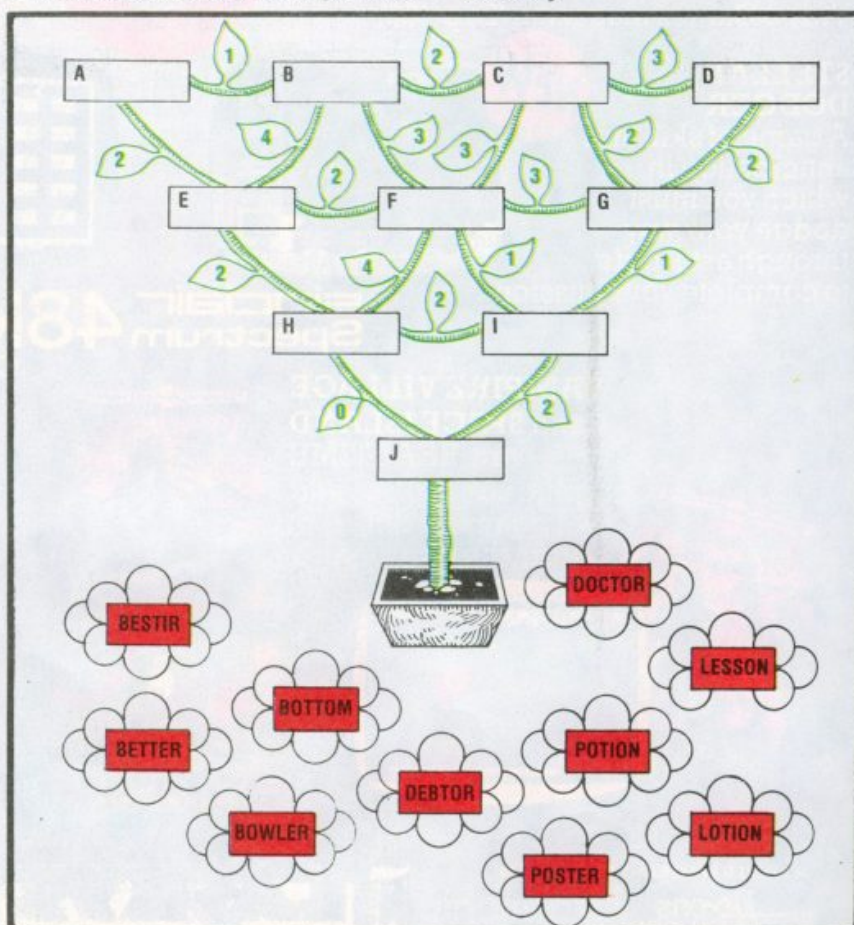 1 2 3
A B C D
2 4 3 3 2 2
2 3
E F G
2 4 1 1
2
H I
0 2
J
DOCTOR
BESTIR
LESSON
BOTTOM
BETTER
POTION
DEBTOR
BOWLER
LOTION
POSTER